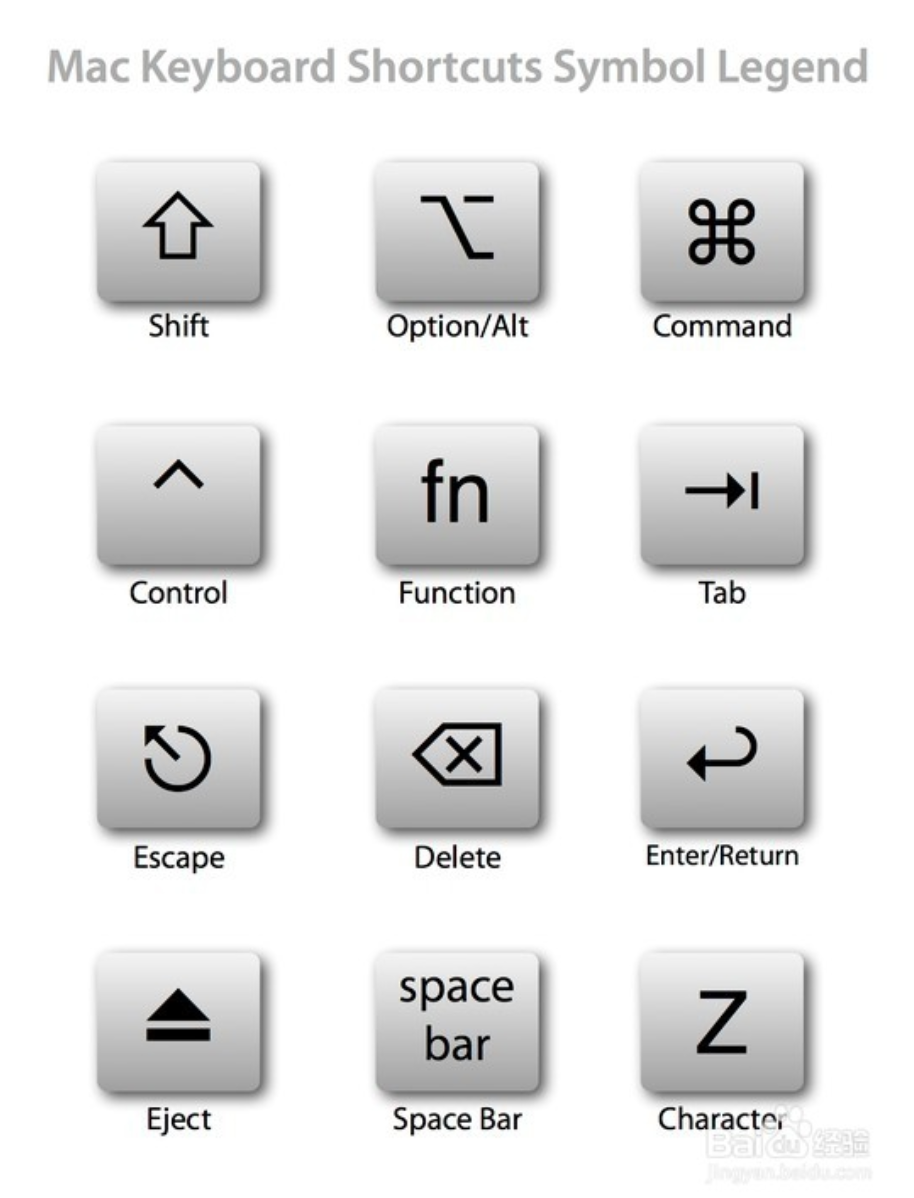 Mac Keyboard Shortcuts Symbol Legend
⇧ ⌥ ⌘
Shift Option/Alt Command
^ fn ⇥
Control Function Tab
⎋ ⌫ ↩
Escape Delete Enter/Return
⏏ space
bar Z
Eject Space Bar Character
Baidu 经验
jingyan.baidu.com